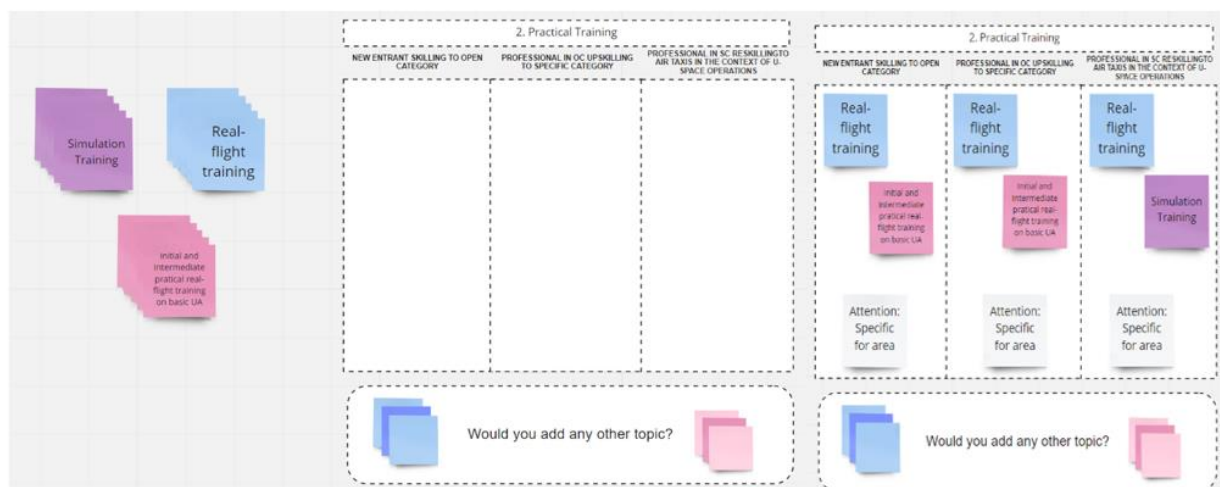 Simulation
Training
Real-
flight
training
Initial and
intermediate
pratical real-
flight training
on basic UA
2. Practical Training
NEW ENTRANT SKILLING TO OPEN
CATEGORY
PROFESSIONAL IN OC UPSKILLING
TO SPECIFIC CATEGORY
PROFESSIONAL IN SC RESKILLINGTO
AIR TAXIS IN THE CONTEXT OF U-
SPACE OPERATIONS
Would you add any other topic?
2. Practical Training
NEW ENTRANT SKILLING TO OPEN
CATEGORY
PROFESSIONAL IN OC UPSKILLING
TO SPECIFIC CATEGORY
PROFESSIONAL IN SC RESKILLINGTO
AIR TAXIS IN THE CONTEXT OF U-
SPACE OPERATIONS
Real-
flight
training
Real-
flight
training
Real-
flight
training
Initial and
intermediate
pratical real-
flight training
on basic UA
Initial and
intermediate
pratical real-
flight training
on basic UA
Simulation
Training
Attention:
Specific
for area
Attention:
Specific
for area
Attention:
Specific
for area
Would you add any other topic?